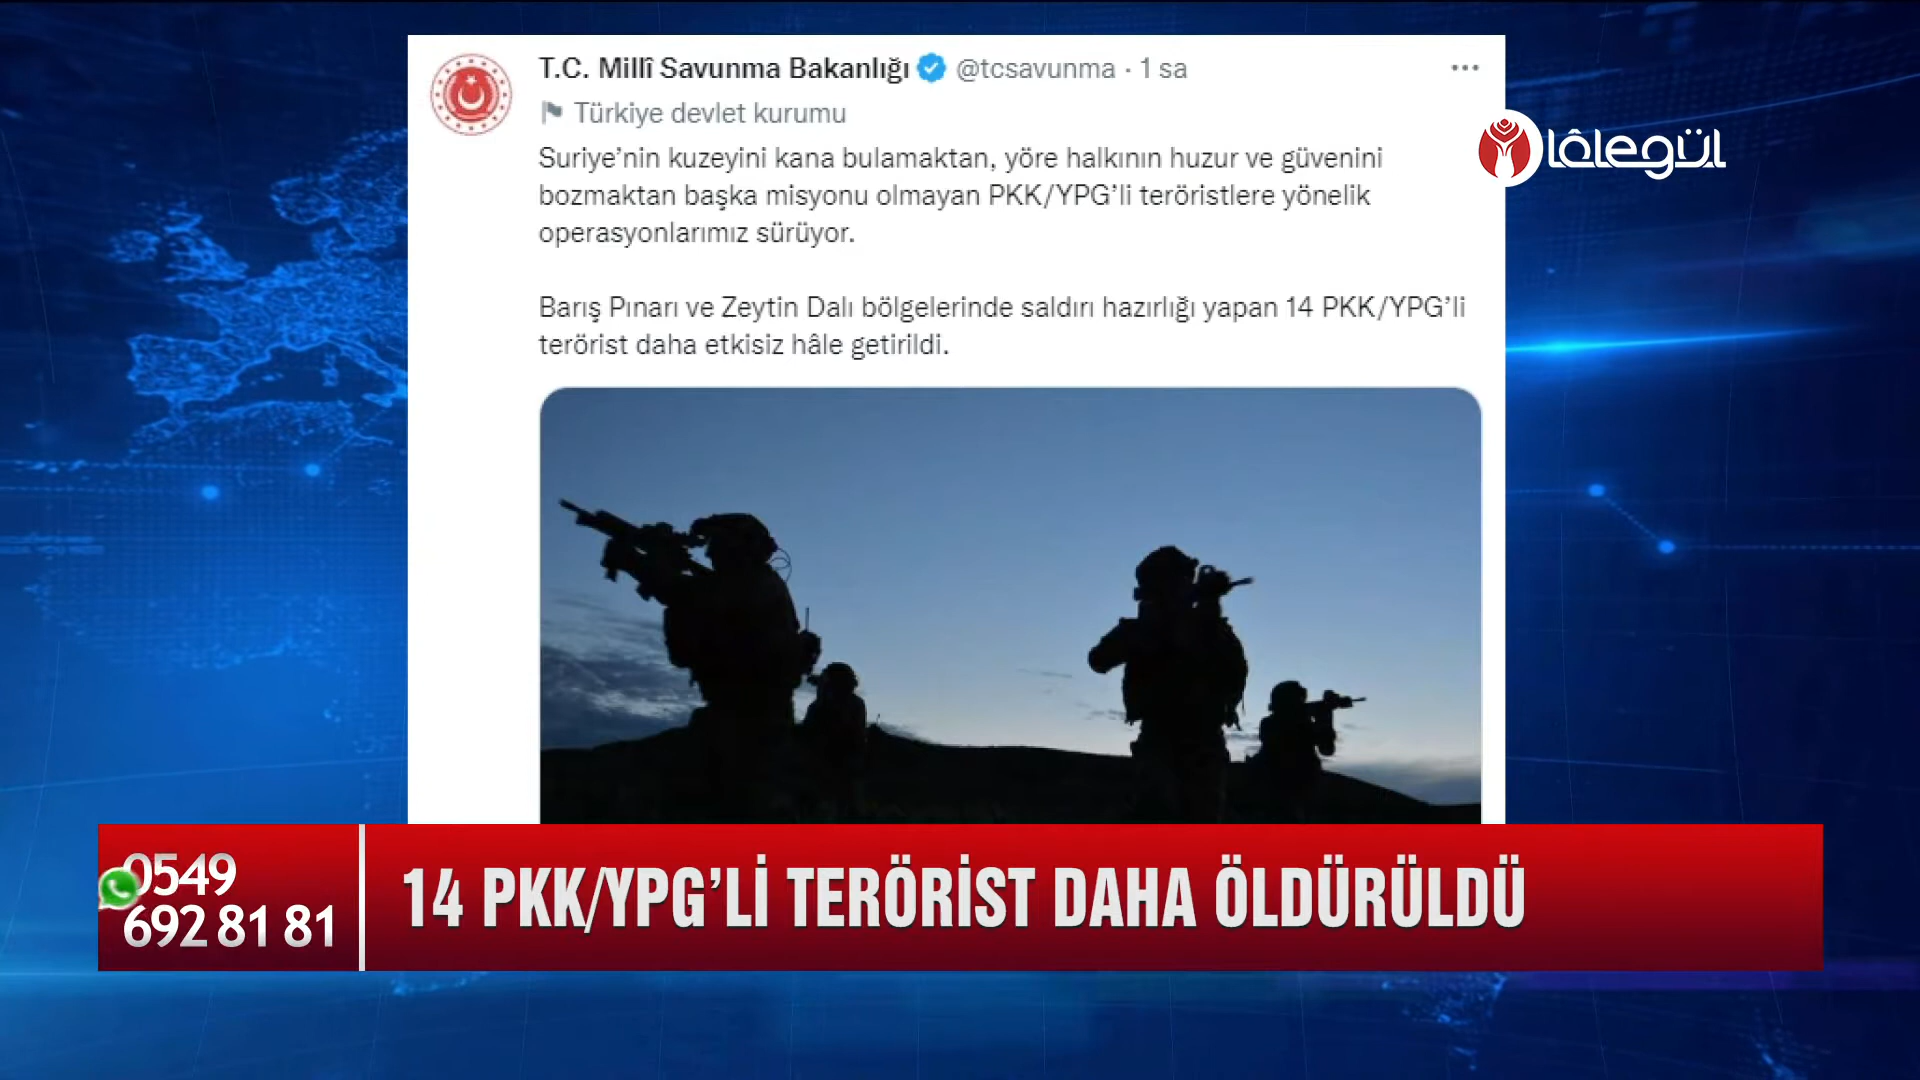 T.C. Millî Savunma Bakanlığı @tcsavunma · 1 sa
Türkiye devlet kurumu
Suriye’nin kuzeyini kana bulamaktan, yöre halkının huzur ve güvenini
bozmaktan başka misyonu olmayan PKK/YPG’li teröristlere yönelik
operasyonlarımız sürüyor.
Barış Pınarı ve Zeytin Dalı bölgelerinde saldırı hazırlığı yapan 14 PKK/YPG’li
terörist daha etkisiz hâle getirildi.
lâlegül
0549
692 81 81
14 PKK/YPG’Lİ TERÖRİST DAHA ÖLDÜRÜLDÜ